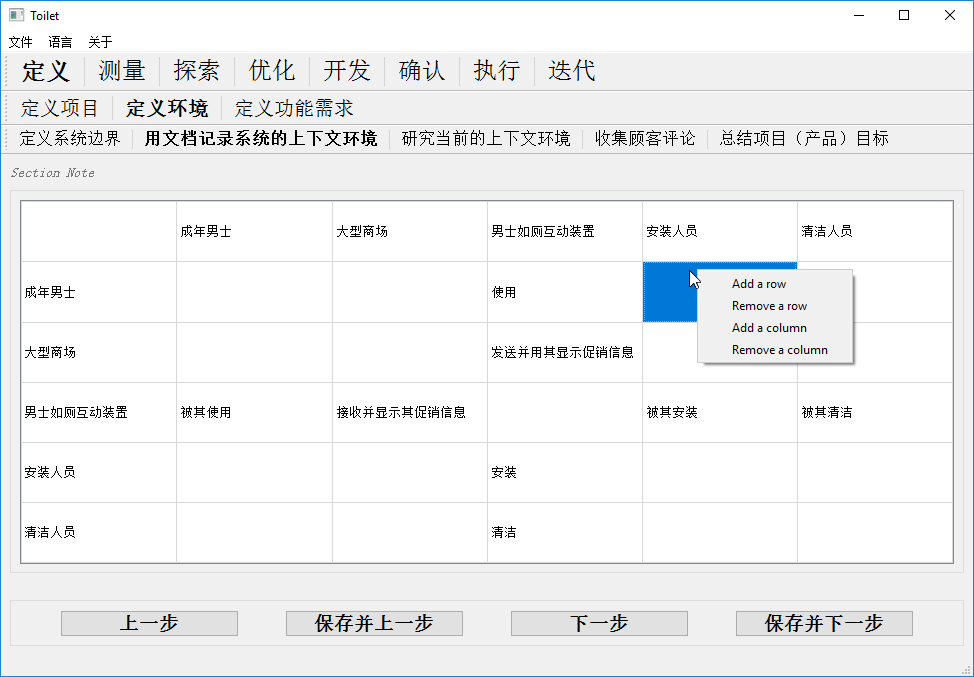 Toilet
文件 语言 关于
定义 测量 探索 优化 开发 确认 执行 迭代
定义项目 定义环境 定义功能需求
定义系统边界 用文档记录系统的上下文环境 研究当前的上下文环境 收集顾客评论 总结项目（产品）目标
Section Note
成年男士 大型商场 男士如厕互动装置 安装人员 清洁人员
成年男士 使用
Add a row
Remove a row
Add a column
Remove a column
大型商场 发送并用其显示促销信息
男士如厕互动装置 被其使用 接收并显示其促销信息 被其安装 被其清洁
安装人员 安装
清洁人员 清洁
上一步 保存并上一步 下一步 保存并下一步